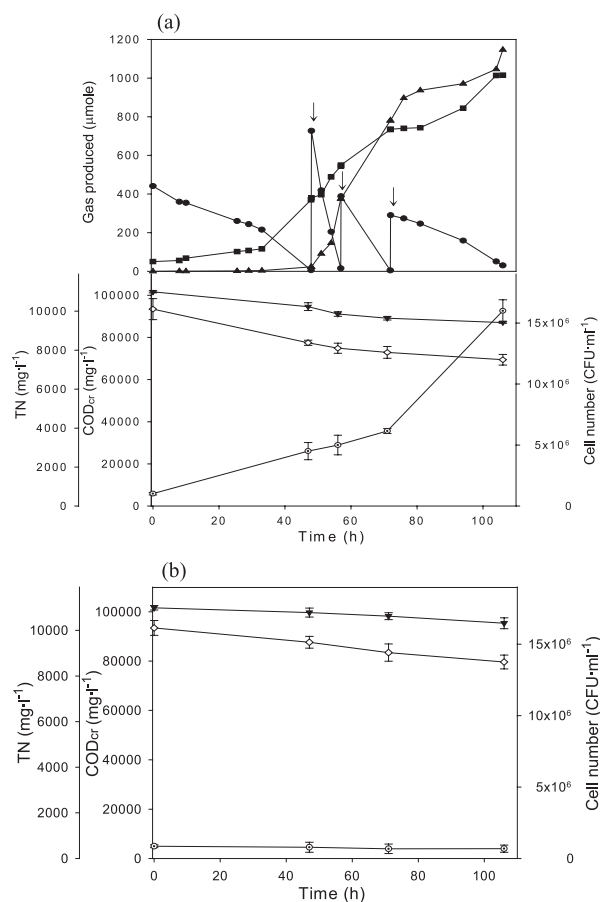 (a)
Gas produced (μmole)
1200
1000
800
600
400
200
0
TN (mg·l-1)
10000
8000
6000
4000
2000
0
CODcr (mg·l-1)
100000
80000
60000
40000
20000
0
Cell number (CFU·ml-1)
15x10⁶
10x10⁶
5x10⁶
0
0 20 40 60 80 100
Time (h)
(b)
TN (mg·l-1)
10000
8000
6000
4000
2000
0
CODcr (mg·l-1)
100000
80000
60000
40000
20000
0
Cell number (CFU·ml-1)
15x10⁶
10x10⁶
5x10⁶
0
0 20 40 60 80 100
Time (h)